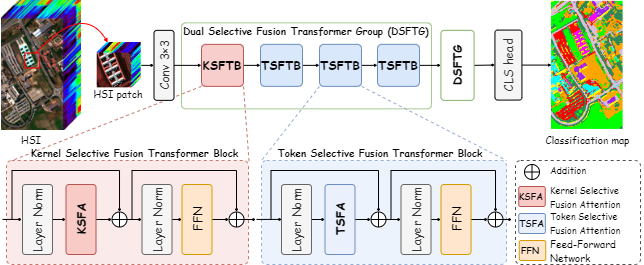 Dual Selective Fusion Transformer Group (DSFTG)
HSI
HSI patch
Conv 3×3
KSFTB
TSFTB
TSFTB
TSFTB
DSFTG
CLS head
Classification map
Kernel Selective Fusion Transformer Block
Layer Norm
KSFA
Layer Norm
FFN
Token Selective Fusion Transformer Block
Layer Norm
TSFA
Layer Norm
FFN
Addition
KSFA
Kernel Selective
Fusion Attention
TSFA
Token Selective
Fusion Attention
FFN
Feed-Forward
Network